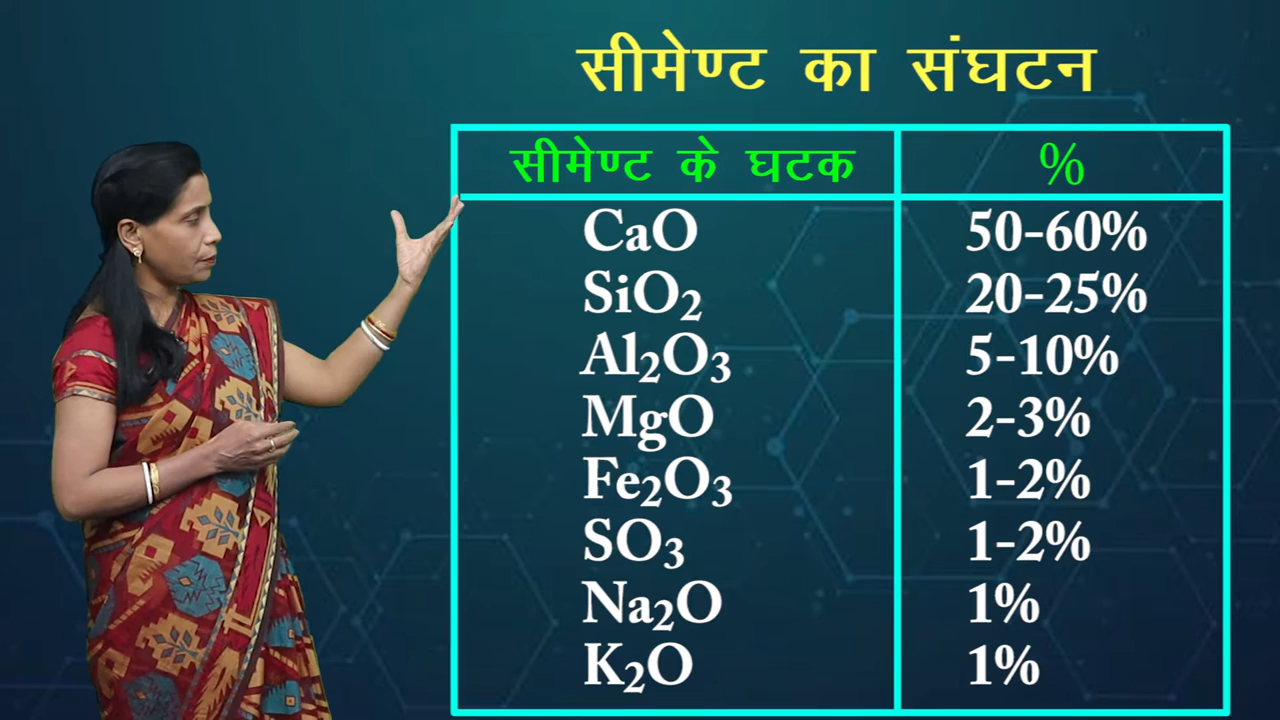 सीमेण्ट का संघटन
सीमेण्ट के घटक %
CaO 50-60%
SiO₂ 20-25%
Al₂O₃ 5-10%
MgO 2-3%
Fe₂O₃ 1-2%
SO₃ 1-2%
Na₂O 1%
K₂O 1%